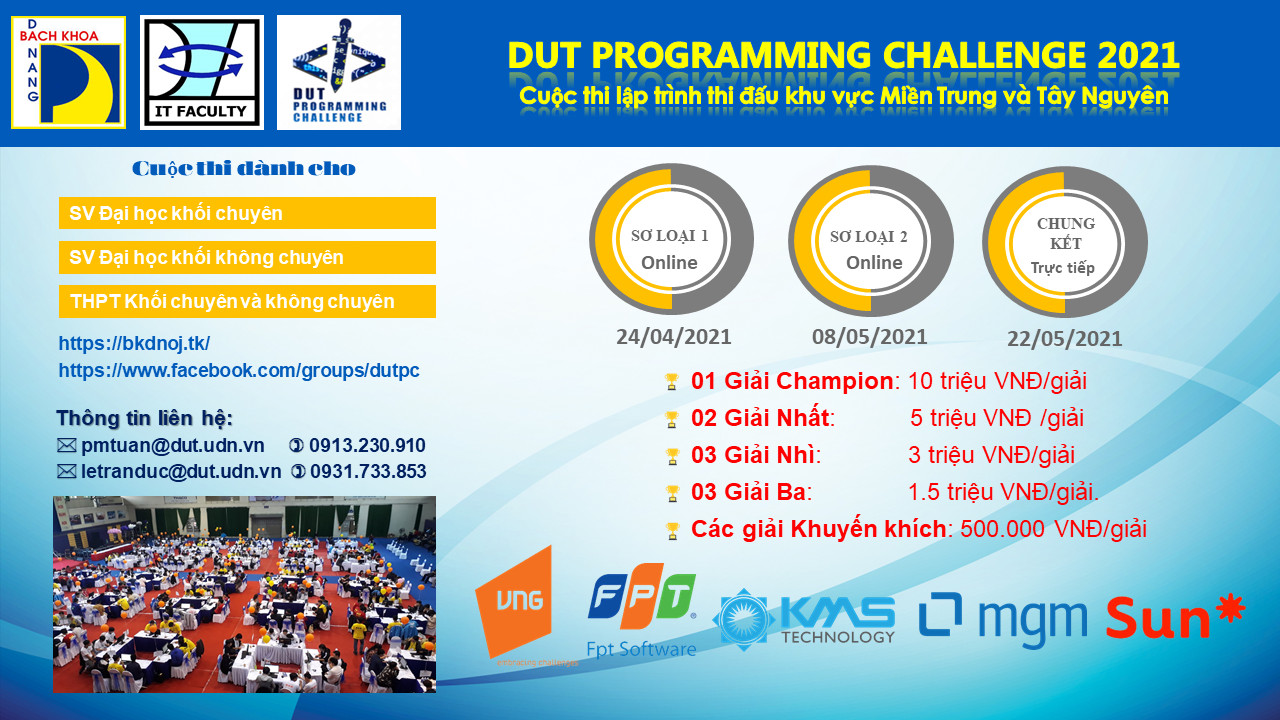 DANANG
BACH KHOA
IT FACULTY
DUT
PROGRAMMING
CHALLENGE
DUT PROGRAMMING CHALLENGE 2021
Cuộc thi lập trình thi đấu khu vực Miền Trung và Tây Nguyên
Cuộc thi dành cho
SV Đại học khối chuyên
SV Đại học khối không chuyên
THPT Khối chuyên và không chuyên
https://bkdnoj.tk/
https://www.facebook.com/groups/dutpc
Thông tin liên hệ:
pmtuan@dut.udn.vn 0913.230.910
letranduc@dut.udn.vn 0931.733.853
SƠ LOẠI 1
Online
24/04/2021
SƠ LOẠI 2
Online
08/05/2021
CHUNG
KẾT
Trực tiếp
22/05/2021
01 Giải Champion: 10 triệu VNĐ/giải
02 Giải Nhất: 5 triệu VNĐ /giải
03 Giải Nhì: 3 triệu VNĐ/giải
03 Giải Ba: 1.5 triệu VNĐ/giải.
Các giải Khuyến khích: 500.000 VNĐ/giải
VNG
FPT
Fpt Software
KMS
TECHNOLOGY
mgm
Sun*